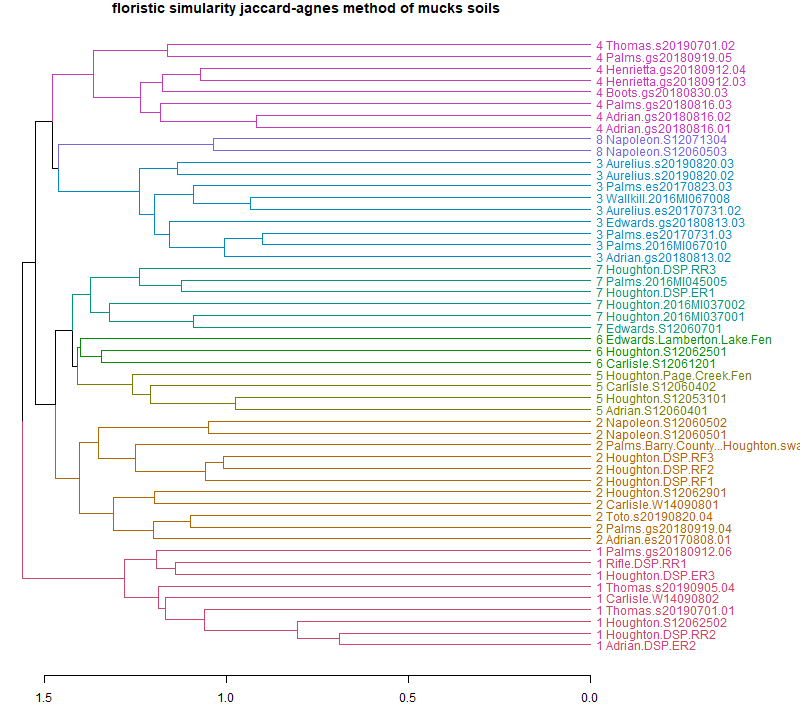 floristic simularity jaccard-agnes method of mucks soils
4 Thomas.s20190701.02
4 Palms.gs20180919.05
4 Henrietta.gs20180912.04
4 Henrietta.gs20180912.03
4 Boots.gs20180830.03
4 Palms.gs20180816.03
4 Adrian.gs20180816.02
4 Adrian.gs20180816.01
8 Napoleon.S12071304
8 Napoleon.S12060503
3 Aurelius.s20190820.03
3 Aurelius.s20190820.02
3 Palms.es20170823.03
3 Wallkill.2016MI067008
3 Aurelius.es20170731.02
3 Edwards.gs20180813.03
3 Palms.es20170731.03
3 Palms.2016MI067010
3 Adrian.gs20180813.02
7 Houghton.DSP.RR3
7 Palms.2016MI045005
7 Houghton.DSP.ER1
7 Houghton.2016MI037002
7 Houghton.2016MI037001
7 Edwards.S12060701
6 Edwards.Lamberton.Lake.Fen
6 Houghton.S12062501
6 Carlisle.S12061201
5 Houghton.Page.Creek.Fen
5 Carlisle.S12060402
5 Houghton.S12053101
5 Adrian.S12060401
2 Napoleon.S12060502
2 Napoleon.S12060501
2 Palms.Barry.County...Houghton.swa
2 Houghton.DSP.RF3
2 Houghton.DSP.RF2
2 Houghton.DSP.RF1
2 Houghton.S12062901
2 Carlisle.W14090801
2 Toto.s20190820.04
2 Palms.gs20180919.04
2 Adrian.es20170808.01
1 Palms.gs20180912.06
1 Rifle.DSP.RR1
1 Houghton.DSP.ER3
1 Thomas.s20190905.04
1 Carlisle.W14090802
1 Thomas.s20190701.01
1 Houghton.S12062502
1 Houghton.DSP.RR2
1 Adrian.DSP.ER2
1.5 1.0 0.5 0.0